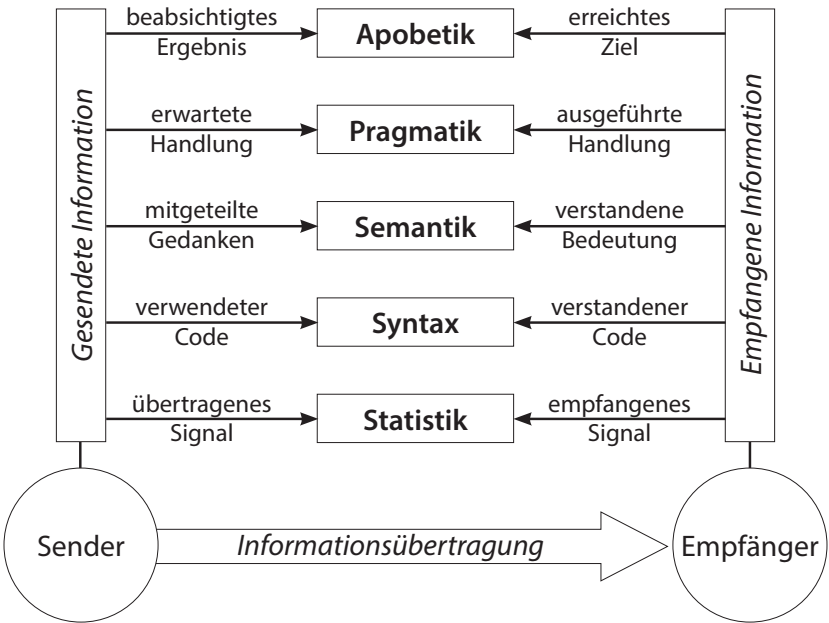 beabsichtigtes
Ergebnis
Apobetik
erreichtes
Ziel
erwartete
Handlung
Pragmatik
ausgeführte
Handlung
mitgeteilte
Gedanken
Semantik
verstandene
Bedeutung
verwendeter
Code
Syntax
verstandener
Code
übertragenes
Signal
Statistik
empfangenes
Signal
Gesendete Information
Empfangene Information
Sender
Informationsübertragung
Empfänger